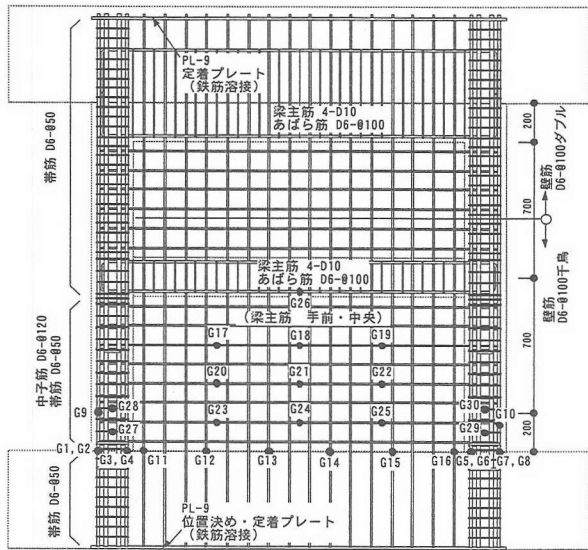 PL-9
定着プレート
(鉄筋溶接)
帯筋 D6-@50
梁主筋 4-D10
あばら筋 D6-@100
200
壁筋
D6-@100ダブル
700
梁主筋 4-D10
あばら筋 D6-@100
G26
(梁主筋 手前・中央)
壁筋
D6-@100千鳥
中子筋 D6-@120
帯筋 D6-@50
G17
G18
G19
700
G20
G21
G22
G9
G28
G23
G24
G25
G30
G10
G27
G29
200
G1, G2
G3, G4
G11
G12
G13
G14
G15
G16
G5, G6
G7, G8
帯筋 D6-@50
PL-9
位置決め・定着プレート
(鉄筋溶接)